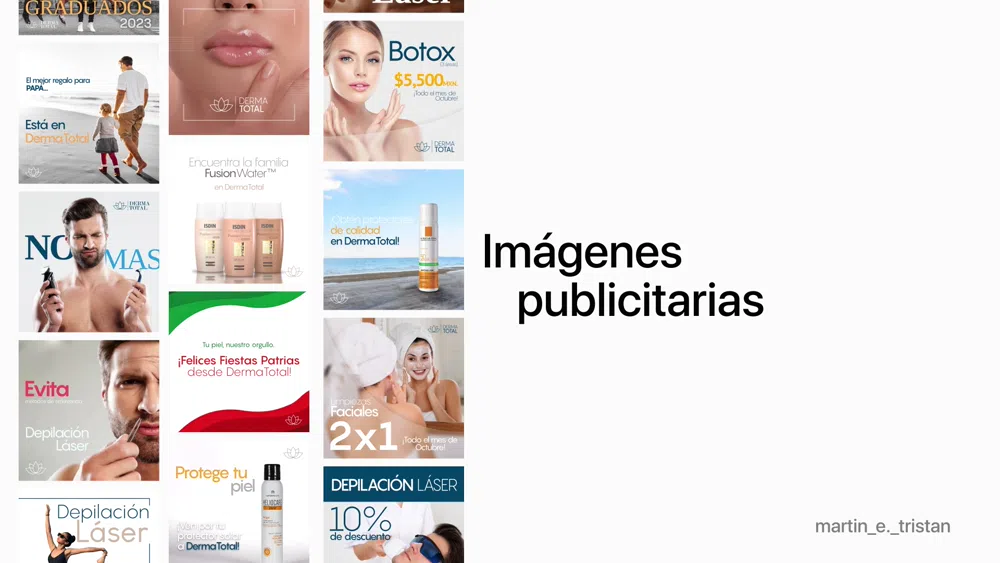 GRADUADOS
2023
El mejor regalo para
PAPÁ...
Está en
DermaTotal
NO MAS
DERMA
TOTAL
Evita
Depilación
Láser
Depilación
Láser
DERMA
TOTAL
Encuentra la familia
FusionWater™
en DermaTotal
ISDIN
ISDIN
ISDIN
Tu piel, nuestro orgullo.
¡Felices Fiestas Patrias
desde DermaTotal!
Protege tu
piel
HELIOCARE
¡Ven por tu
protector solar
a DermaTotal!
Láser
Botox
$5,500MXN.
¡Todo el mes de
Octubre!
DERMA
TOTAL
¡Obtén protección
de calidad
en DermaTotal!
DERMA
TOTAL
Limpiezas
Faciales
2x1
¡Todo el mes de
Octubre!
DEPILACIÓN LÁSER
10%
de descuento
Imágenes
publicitarias
martin_e._tristan